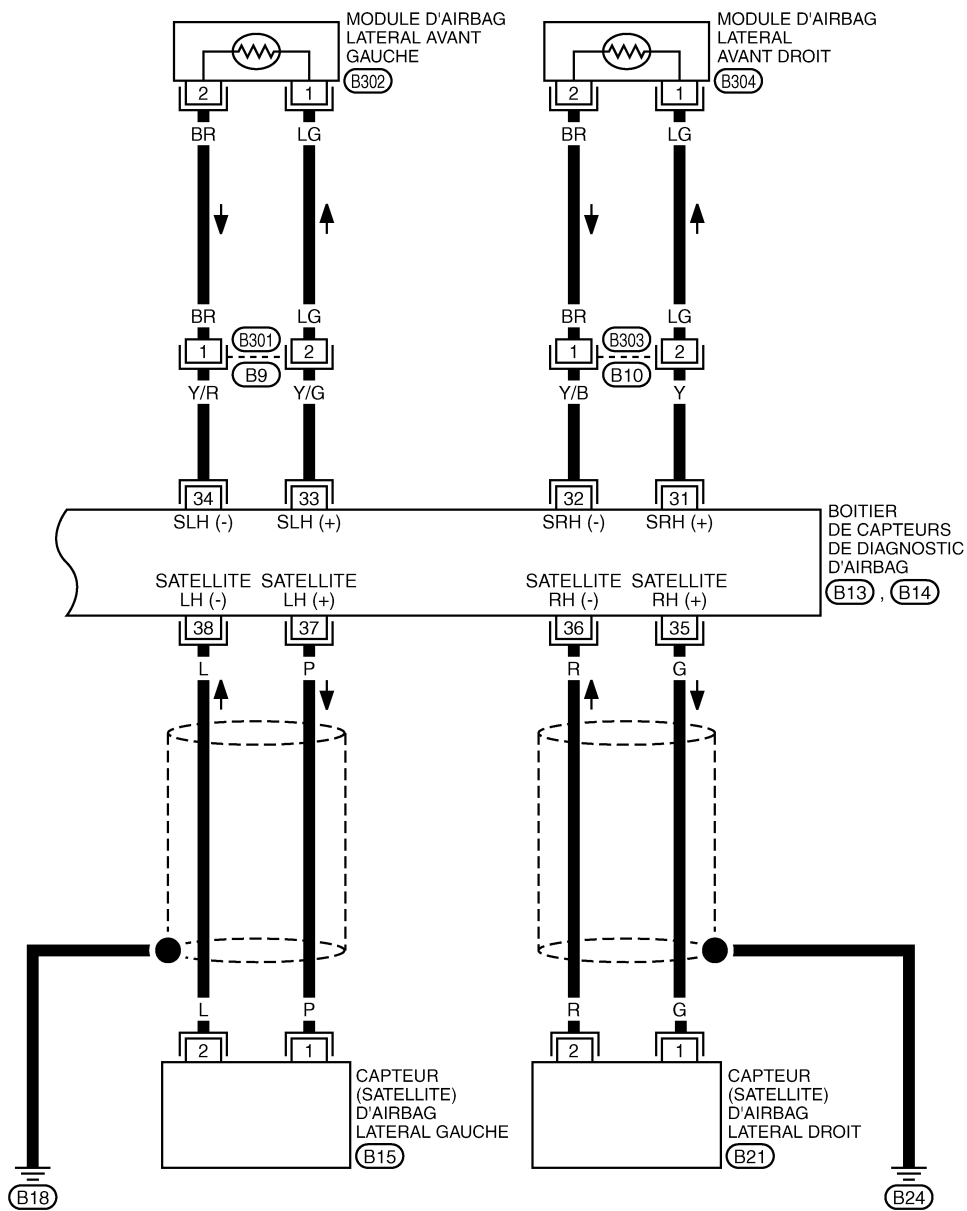 MODULE D'AIRBAG
LATERAL AVANT
GAUCHE
B302
MODULE D'AIRBAG
LATERAL
AVANT DROIT
B304
2 1 2 1
BR LG BR LG
BR LG BR LG
1 B301 2 1 B303 2
B9 B10
Y/R Y/G Y/B Y
34 33 32 31
SLH (-) SLH (+) SRH (-) SRH (+)
BOITIER
DE CAPTEURS
DE DIAGNOSTIC
D'AIRBAG
B13 , B14
SATELLITE
LH (-)
SATELLITE
LH (+)
SATELLITE
RH (-)
SATELLITE
RH (+)
38 37 36 35
L P R G
L P R G
2 1 2 1
CAPTEUR
(SATELLITE)
D'AIRBAG
LATERAL GAUCHE
B15
CAPTEUR
(SATELLITE)
D'AIRBAG
LATERAL DROIT
B21
B18 B24